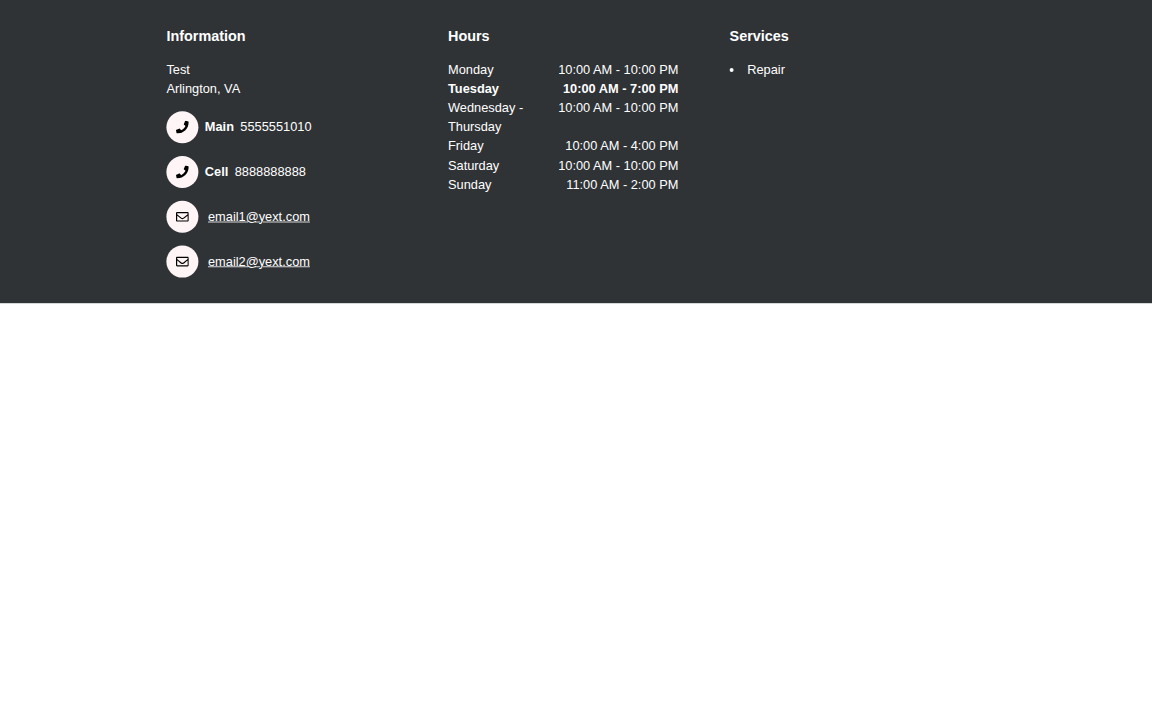 Information
Test
Arlington, VA
Main 5555551010
Cell 8888888888
email1@yext.com
email2@yext.com
Hours
Monday 10:00 AM - 10:00 PM
Tuesday 10:00 AM - 7:00 PM
Wednesday - 10:00 AM - 10:00 PM
Thursday
Friday 10:00 AM - 4:00 PM
Saturday 10:00 AM - 10:00 PM
Sunday 11:00 AM - 2:00 PM
Services
• Repair